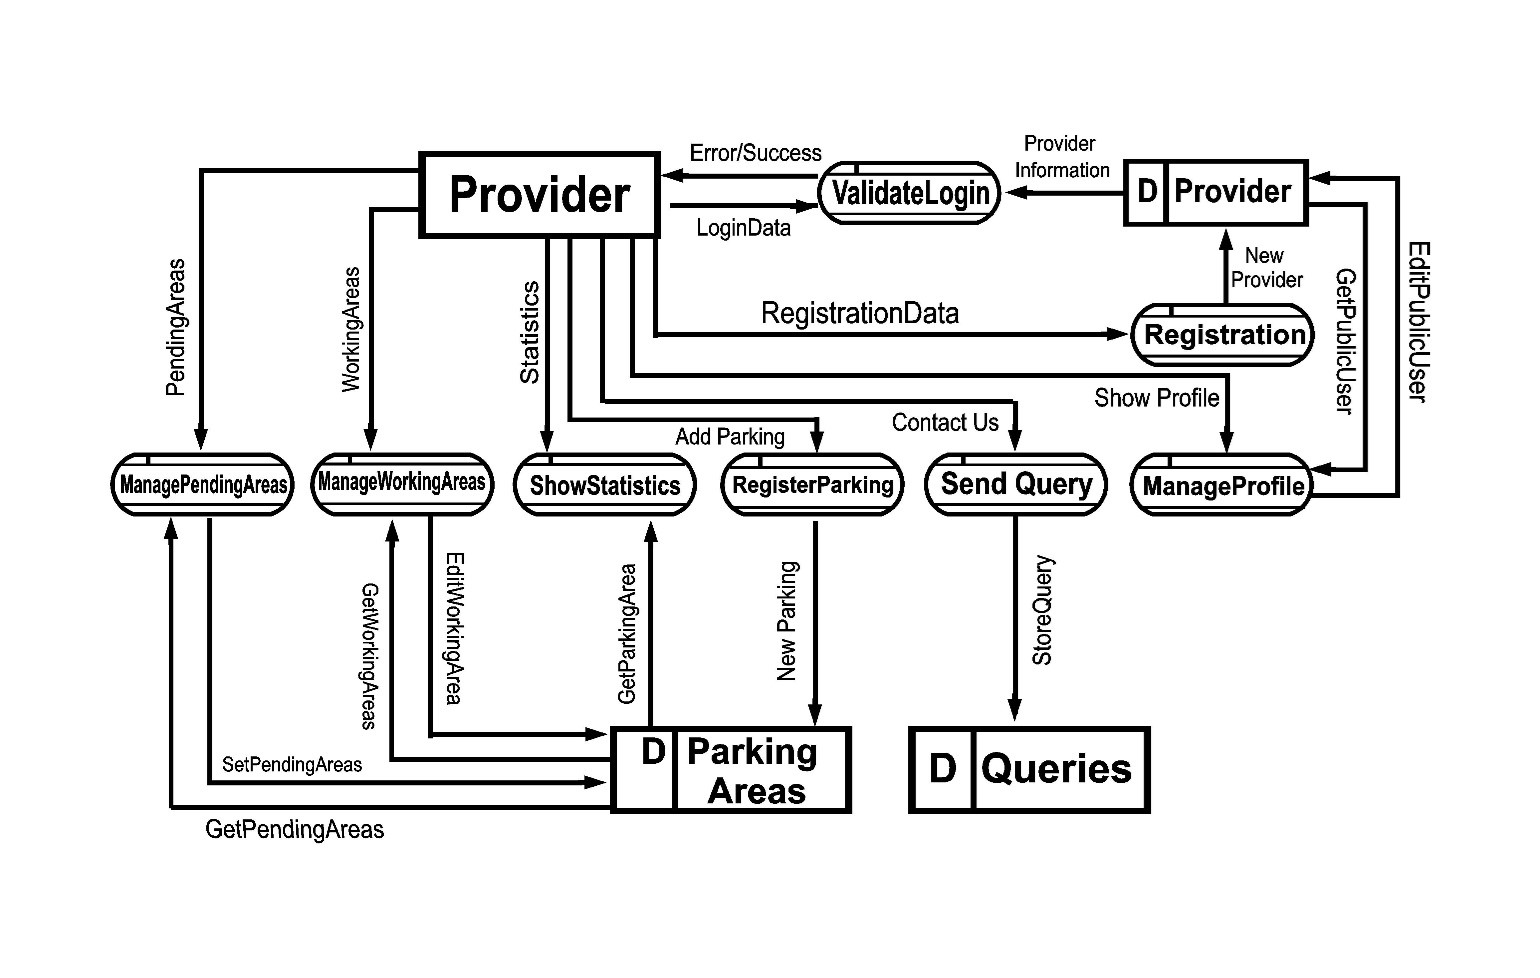 Error/Success
Provider
Information
Provider
ValidateLogin
D Provider
LoginData
PendingAreas
WorkingAreas
Statistics
RegistrationData
New
Provider
Registration
GetPublicUser
EditPublicUser
Show Profile
Contact Us
Add Parking
ManagePendingAreas
ManageWorkingAreas
ShowStatistics
RegisterParking
Send Query
ManageProfile
GetWorkingAreas
EditWorkingArea
GetParkingArea
New Parking
StoreQuery
SetPendingAreas
GetPendingAreas
D Parking
Areas
D Queries